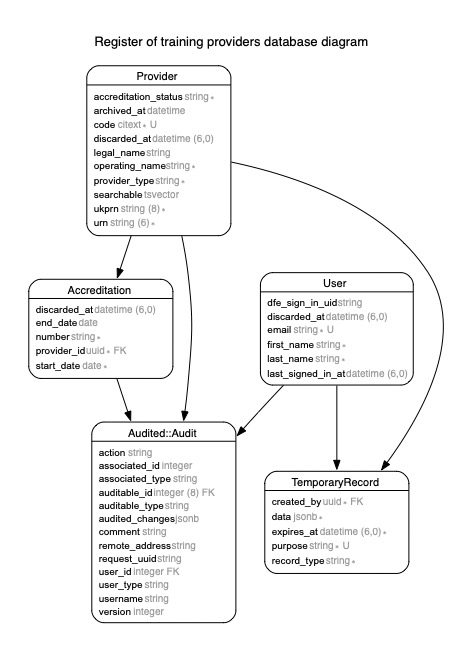 Register of training providers database diagram
Provider
accreditation_status string ∗
archived_at datetime
code citext ∗ U
discarded_at datetime (6,0)
legal_name string
operating_name string ∗
provider_type string ∗
searchable tsvector
ukprn string (8) ∗
urn string (6) ∗
Accreditation
discarded_at datetime (6,0)
end_date date
number string ∗
provider_id uuid ∗ FK
start_date date ∗
User
dfe_sign_in_uid string
discarded_at datetime (6,0)
email string ∗ U
first_name string ∗
last_name string ∗
last_signed_in_at datetime (6,0)
Audited::Audit
action string
associated_id integer
associated_type string
auditable_id integer (8) FK
auditable_type string
audited_changes jsonb
comment string
remote_address string
request_uuid string
user_id integer FK
user_type string
username string
version integer
TemporaryRecord
created_by uuid ∗ FK
data jsonb ∗
expires_at datetime (6,0) ∗
purpose string ∗ U
record_type string ∗